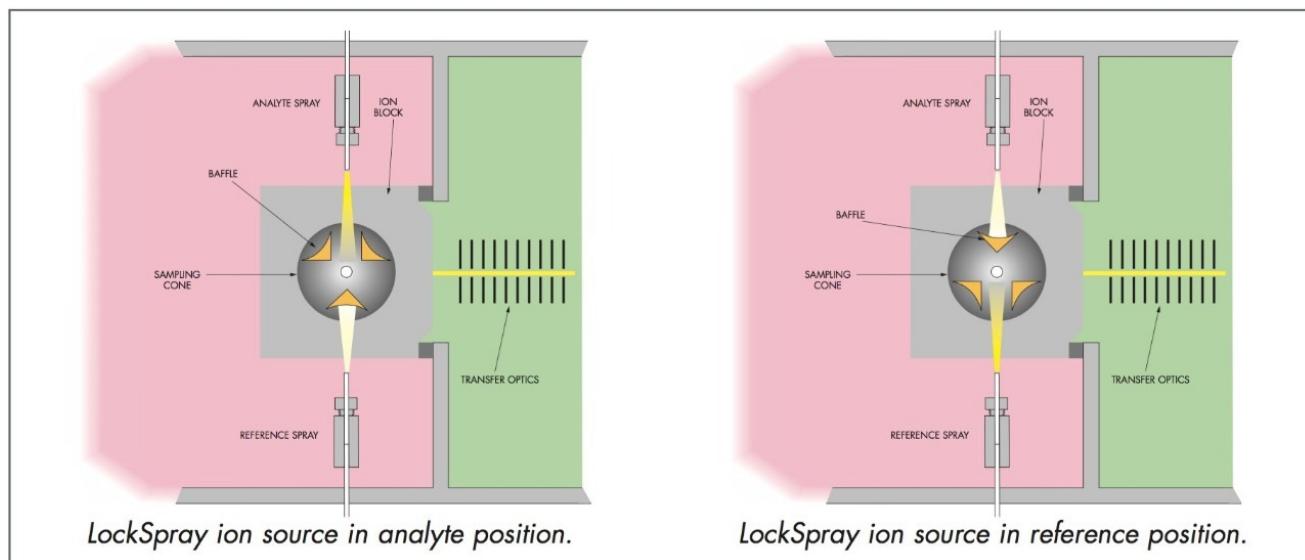 ANALYTE SPRAY
ION
BLOCK
BAFFLE
SAMPLING
CONE
TRANSFER OPTICS
REFERENCE SPRAY
LockSpray ion source in analyte position.
ANALYTE SPRAY
ION
BLOCK
BAFFLE
SAMPLING
CONE
TRANSFER OPTICS
REFERENCE SPRAY
LockSpray ion source in reference position.